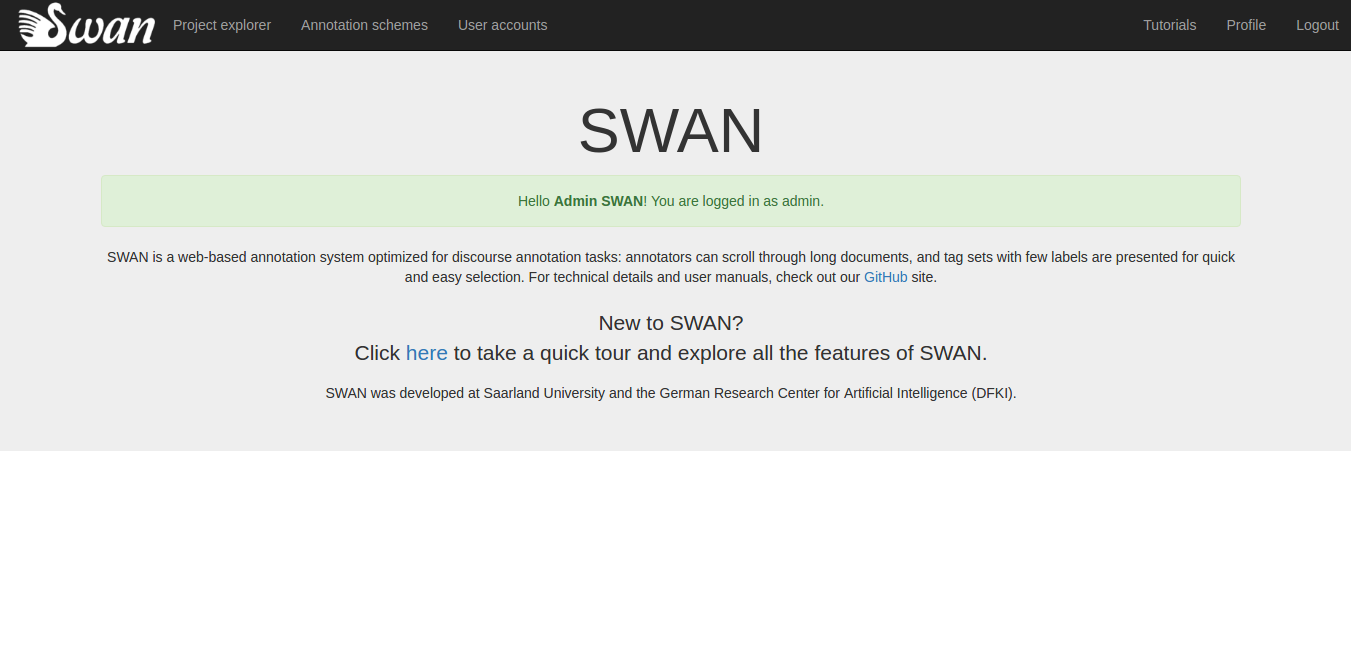 Swan Project explorer Annotation schemes User accounts Tutorials Profile Logout
SWAN
Hello Admin SWAN! You are logged in as admin.
SWAN is a web-based annotation system optimized for discourse annotation tasks: annotators can scroll through long documents, and tag sets with few labels are presented for quick
and easy selection. For technical details and user manuals, check out our GitHub site.
New to SWAN?
Click here to take a quick tour and explore all the features of SWAN.
SWAN was developed at Saarland University and the German Research Center for Artificial Intelligence (DFKI).